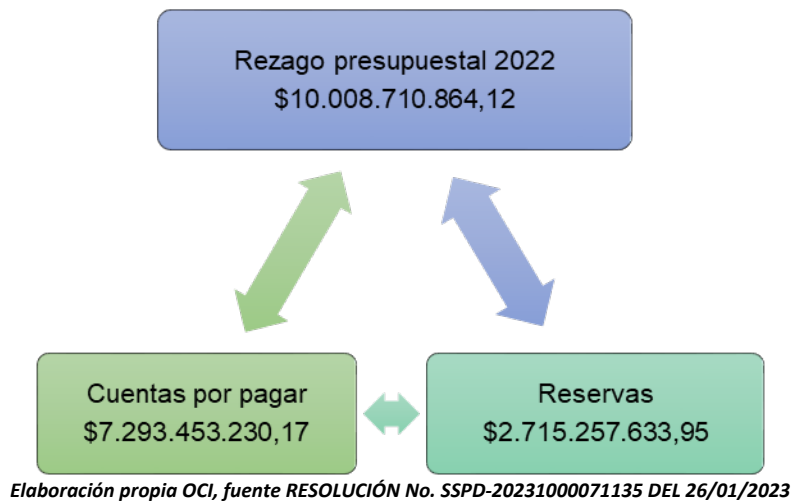 Rezago presupuestal 2022
$10.008.710.864,12
Cuentas por pagar
$7.293.453.230,17
Reservas
$2.715.257.633,95
Elaboración propia OCI, fuente RESOLUCIÓN No. SSPD-20231000071135 DEL 26/01/2023